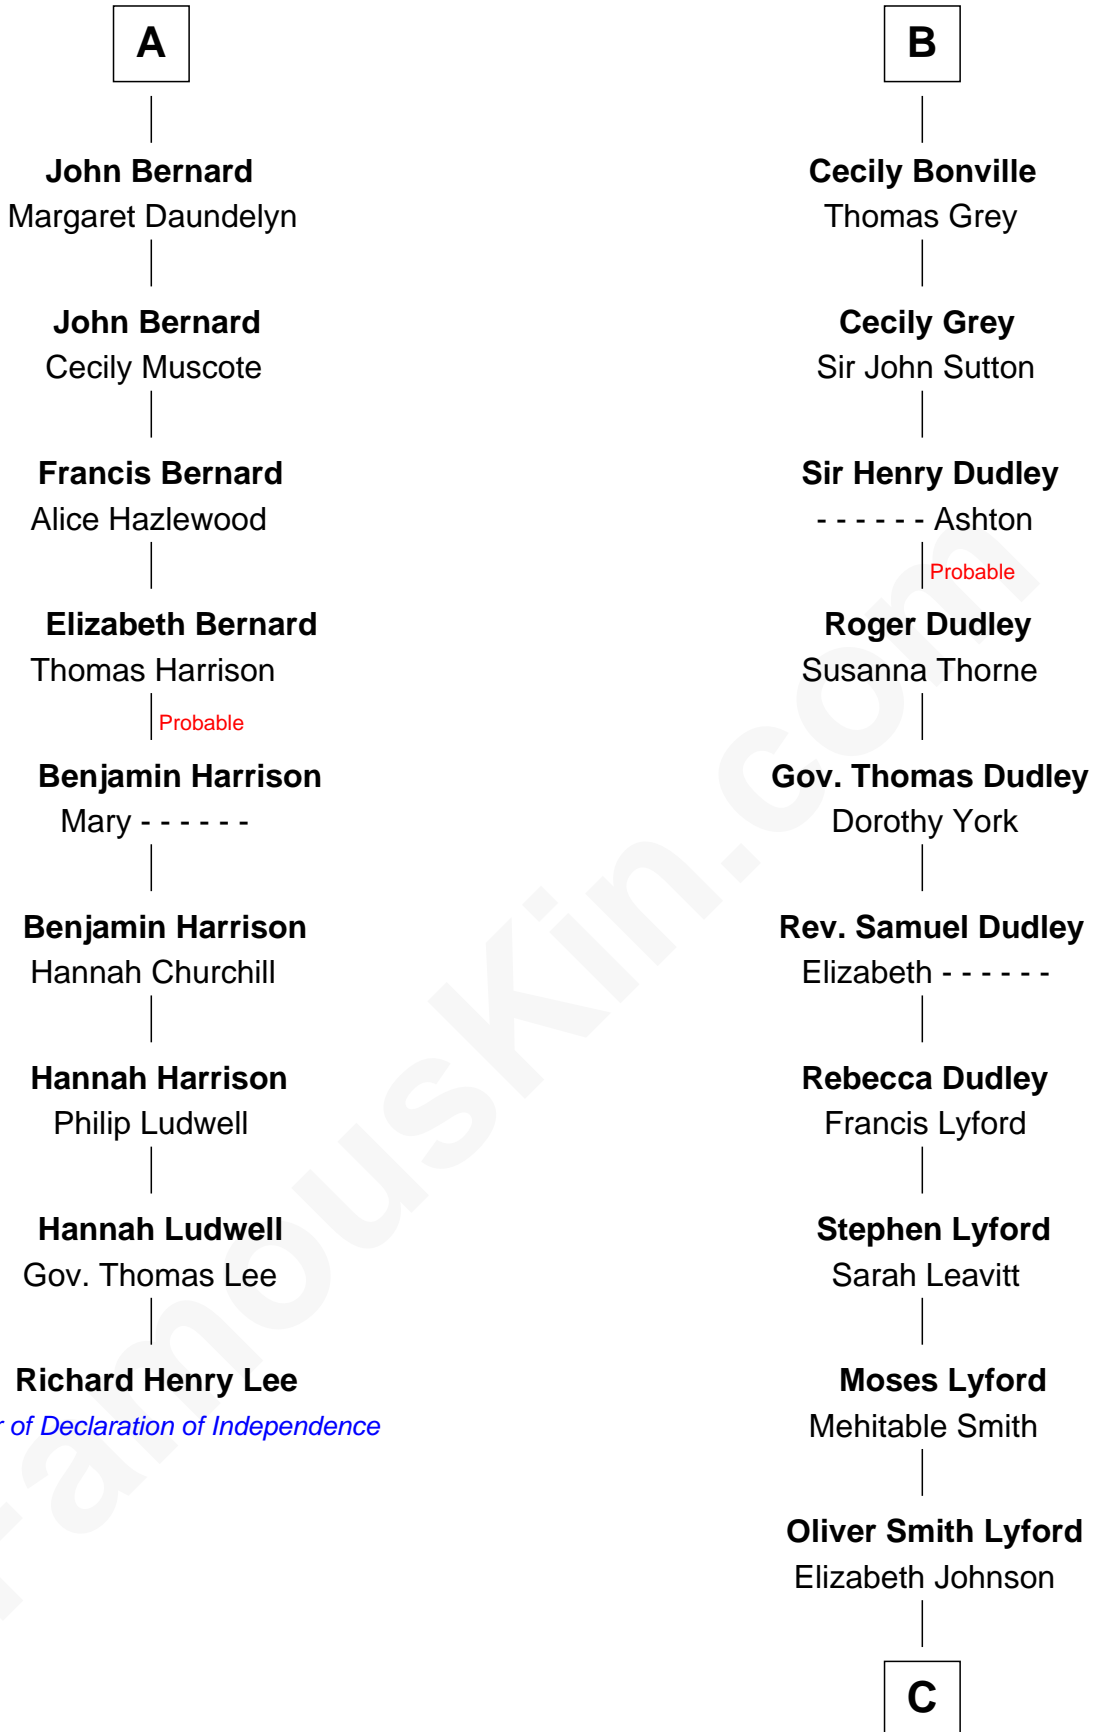 A
John Bernard
Margaret Daundelyn
John Bernard
Cecily Muscote
Francis Bernard
Alice Hazlewood
Elizabeth Bernard
Thomas Harrison
Probable
Benjamin Harrison
Mary - - - - - -
Benjamin Harrison
Hannah Churchill
Hannah Harrison
Philip Ludwell
Hannah Ludwell
Gov. Thomas Lee
Richard Henry Lee
r of Declaration of Independence
B
Cecily Bonville
Thomas Grey
Cecily Grey
Sir John Sutton
Sir Henry Dudley
- - - - - - Ashton
Probable
Roger Dudley
Susanna Thorne
Gov. Thomas Dudley
Dorothy York
Rev. Samuel Dudley
Elizabeth - - - - - -
Rebecca Dudley
Francis Lyford
Stephen Lyford
Sarah Leavitt
Moses Lyford
Mehitable Smith
Oliver Smith Lyford
Elizabeth Johnson
C
FamousKin.com